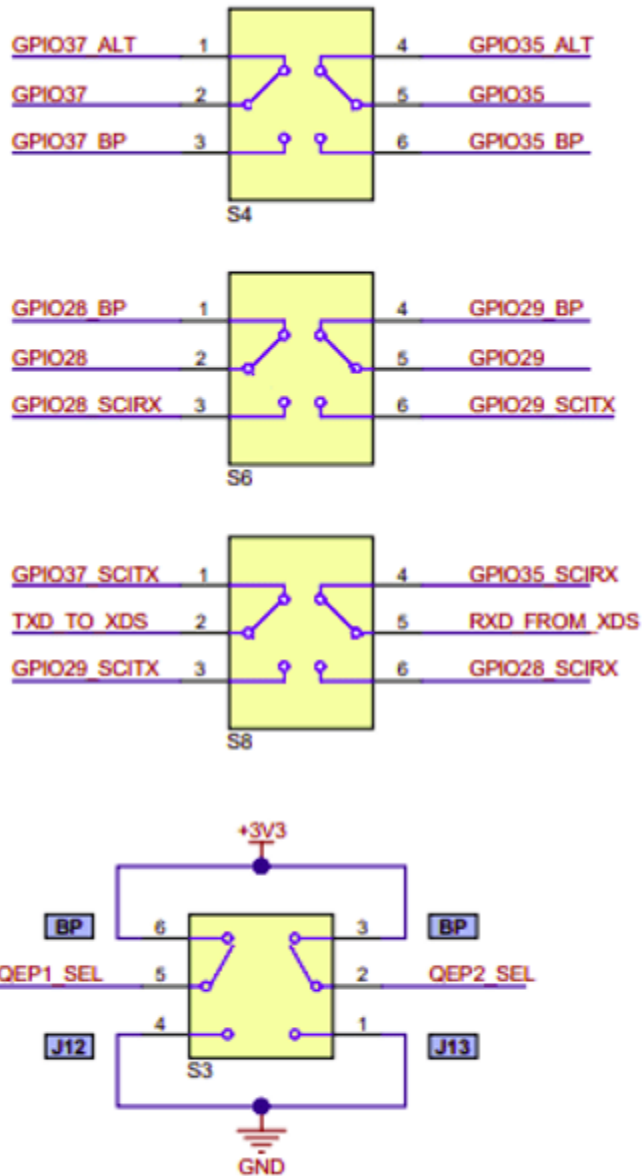 GPIO37_ALT 1 4 GPIO35_ALT
GPIO37 2 5 GPIO35
GPIO37_BP 3 6 GPIO35_BP
S4
GPIO28_BP 1 4 GPIO29_BP
GPIO28 2 5 GPIO29
GPIO28_SCIRX 3 6 GPIO29_SCITX
S6
GPIO37_SCITX 1 4 GPIO35_SCIRX
TXD_TO_XDS 2 5 RXD_FROM_XDS
GPIO29_SCITX 3 6 GPIO28_SCIRX
S8
+3V3
BP 6 3 BP
QEP1_SEL 5 2 QEP2_SEL
J12 4 1 J13
S3
GND